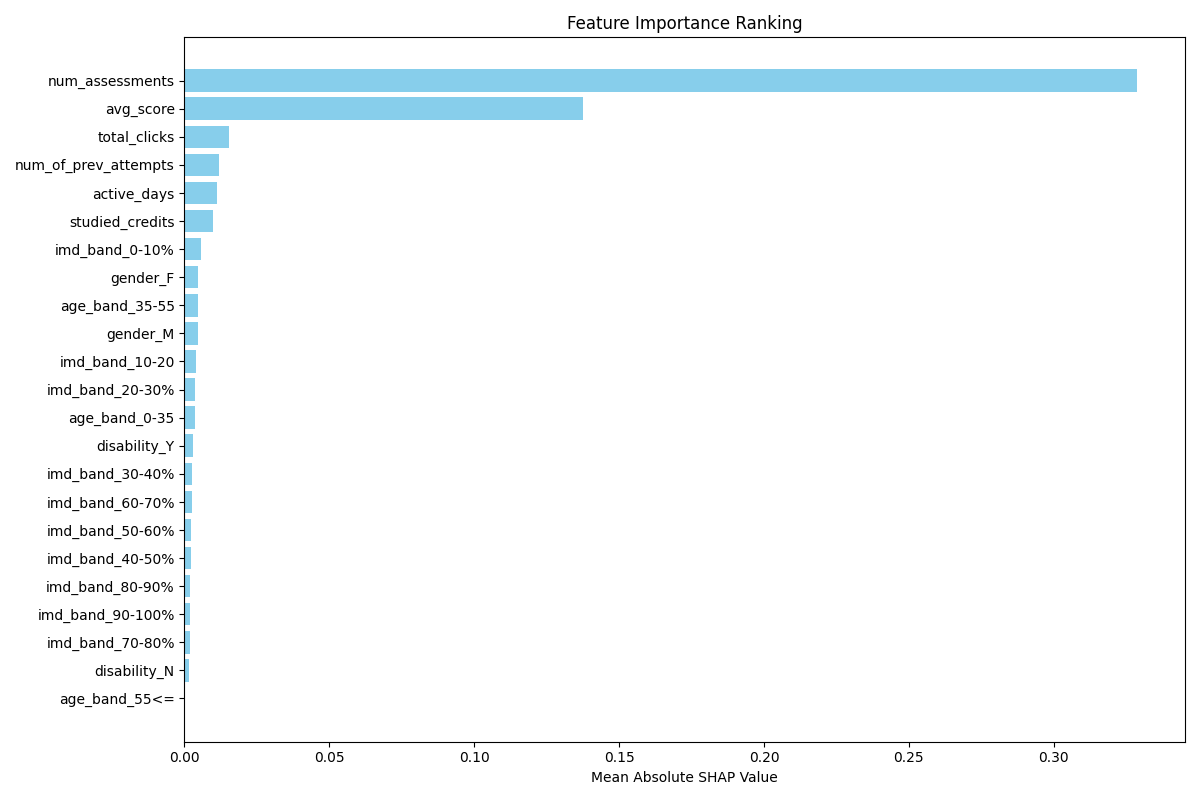 Feature Importance Ranking
num_assessments
avg_score
total_clicks
num_of_prev_attempts
active_days
studied_credits
imd_band_0-10%
gender_F
age_band_35-55
gender_M
imd_band_10-20
imd_band_20-30%
age_band_0-35
disability_Y
imd_band_30-40%
imd_band_60-70%
imd_band_50-60%
imd_band_40-50%
imd_band_80-90%
imd_band_90-100%
imd_band_70-80%
disability_N
age_band_55<=
0.00 0.05 0.10 0.15 0.20 0.25 0.30
Mean Absolute SHAP Value